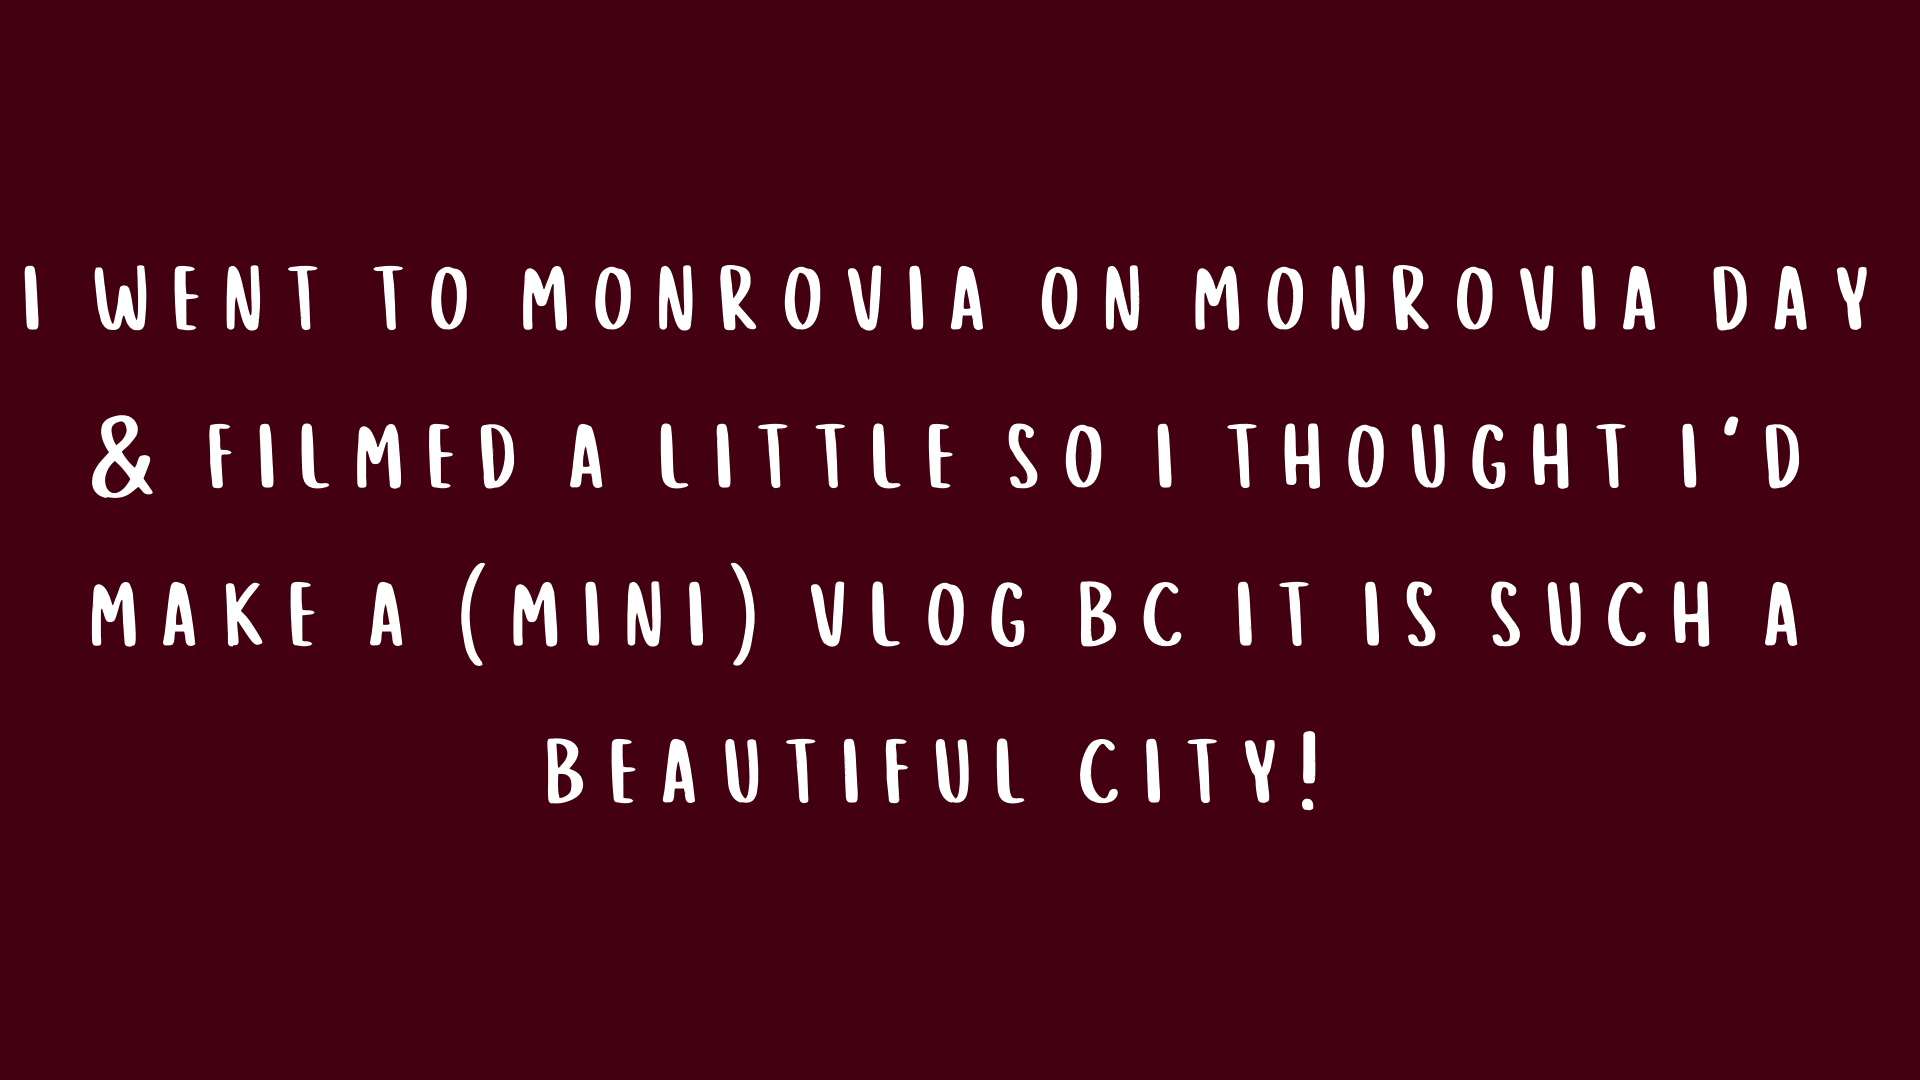 I WENT TO MONROVIA ON MONROVIA DAY
& FILMED A LITTLE SO I THOUGHT I'D
MAKE A (MINI) VLOG BC IT IS SUCH A
BEAUTIFUL CITY!